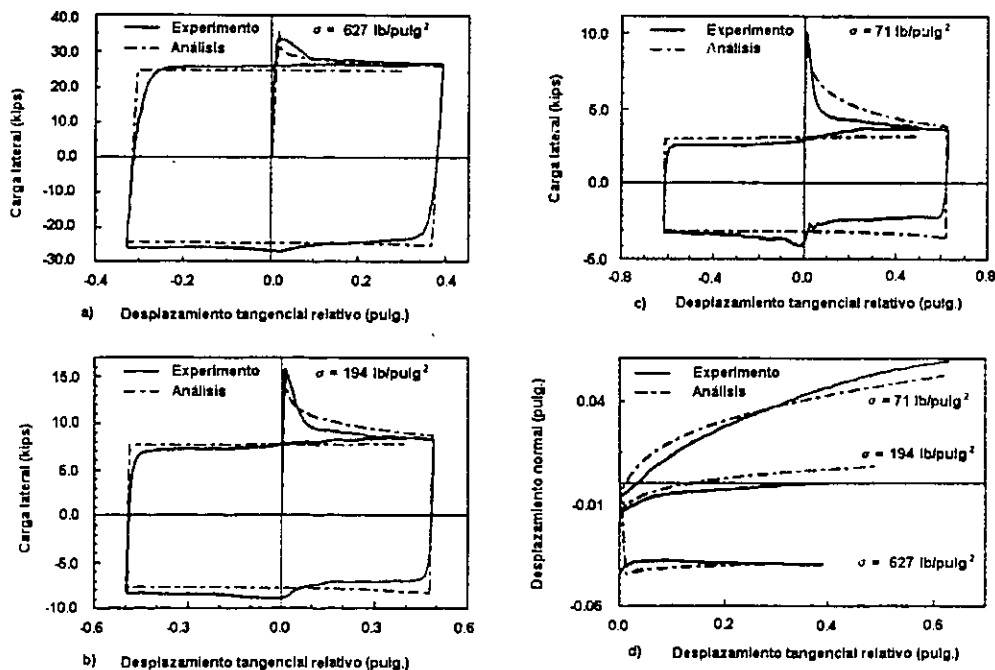 40.0
30.0
20.0
10.0
0.0
-10.0
-20.0
-30.0
Carga lateral (kips)
Experimento
Análisis
σ = 627 lb/pulg²
-0.4
-0.2
0.0
0.2
0.4
a) Desplazamiento tangencial relativo (pulg.)
10.0
5.0
0.0
-5.0
Carga lateral (kips)
Experimento
Análisis
σ = 71 lb/pulg²
-0.8
-0.4
0.0
0.4
0.8
c) Desplazamiento tangencial relativo (pulg.)
15.0
10.0
5.0
0.0
-5.0
-10.0
Carga lateral (kips)
Experimento
Análisis
σ = 194 lb/pulg²
-0.6
-0.3
0.0
0.3
0.6
b) Desplazamiento tangencial relativo (pulg.)
0.04
-0.01
-0.06
Desplazamiento normal (pulg.)
Experimento
Análisis
σ = 71 lb/pulg²
σ = 194 lb/pulg²
σ = 627 lb/pulg²
0.0
0.2
0.4
0.6
d) Desplazamiento tangencial relativo (pulg.)